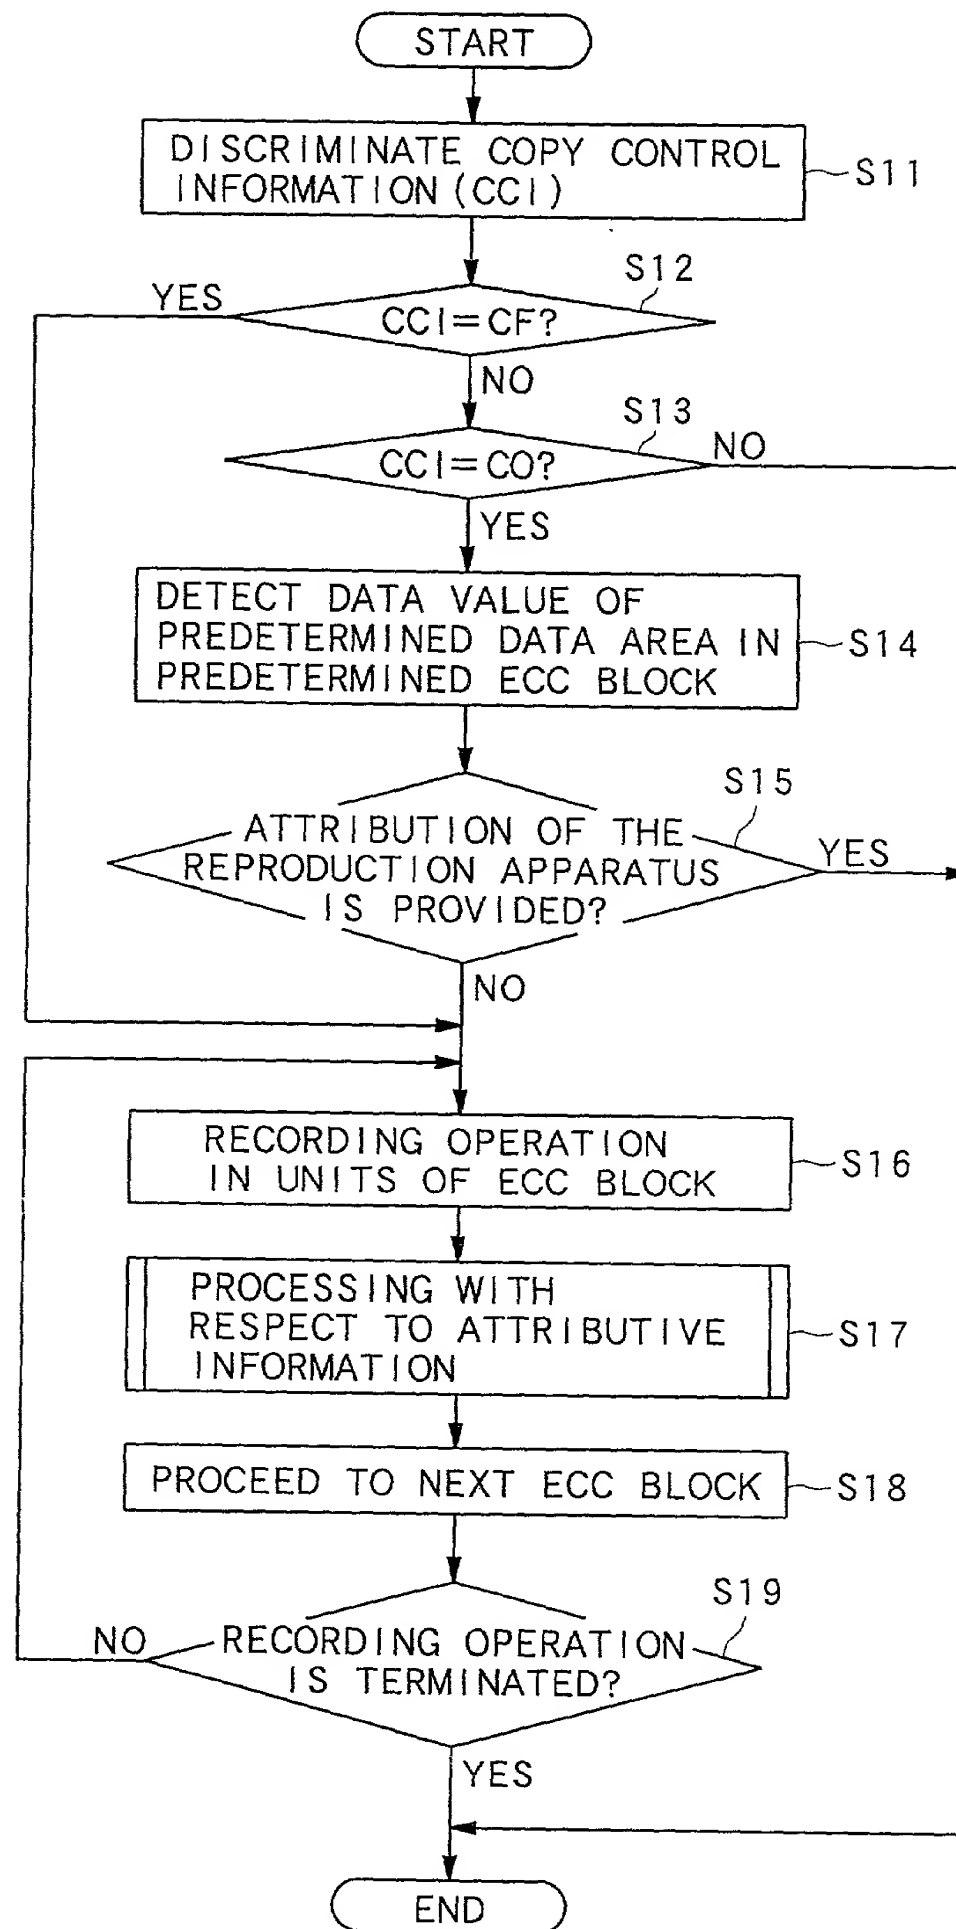 START
DISCRIMINATE COPY CONTROL
INFORMATION (CCI)
S11
S12
YES
CCI=CF?
NO
S13
NO
CCI=CO?
YES
DETECT DATA VALUE OF
PREDETERMINED DATA AREA IN
PREDETERMINED ECC BLOCK
S14
S15
ATTRIBUTION OF THE
REPRODUCTION APPARATUS
IS PROVIDED?
YES
NO
RECORDING OPERATION
IN UNITS OF ECC BLOCK
S16
PROCESSING WITH
RESPECT TO ATTRIBUTIVE
INFORMATION
S17
PROCEED TO NEXT ECC BLOCK
S18
S19
NO
RECORDING OPERATION
IS TERMINATED?
YES
END